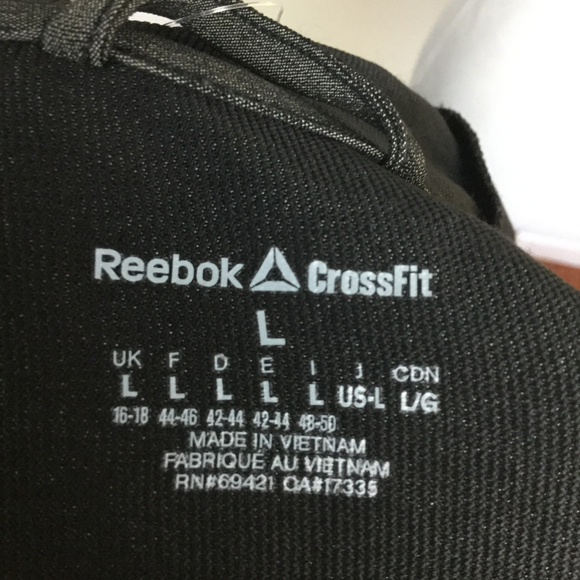 Reebok CrossFit
L
UK F D E I J CDN
L L L L L US-L L/G
16-18 44-46 42-44 42-44 48-50
MADE IN VIETNAM
FABRIQUÉ AU VIETNAM
RN#69421 CA#17335